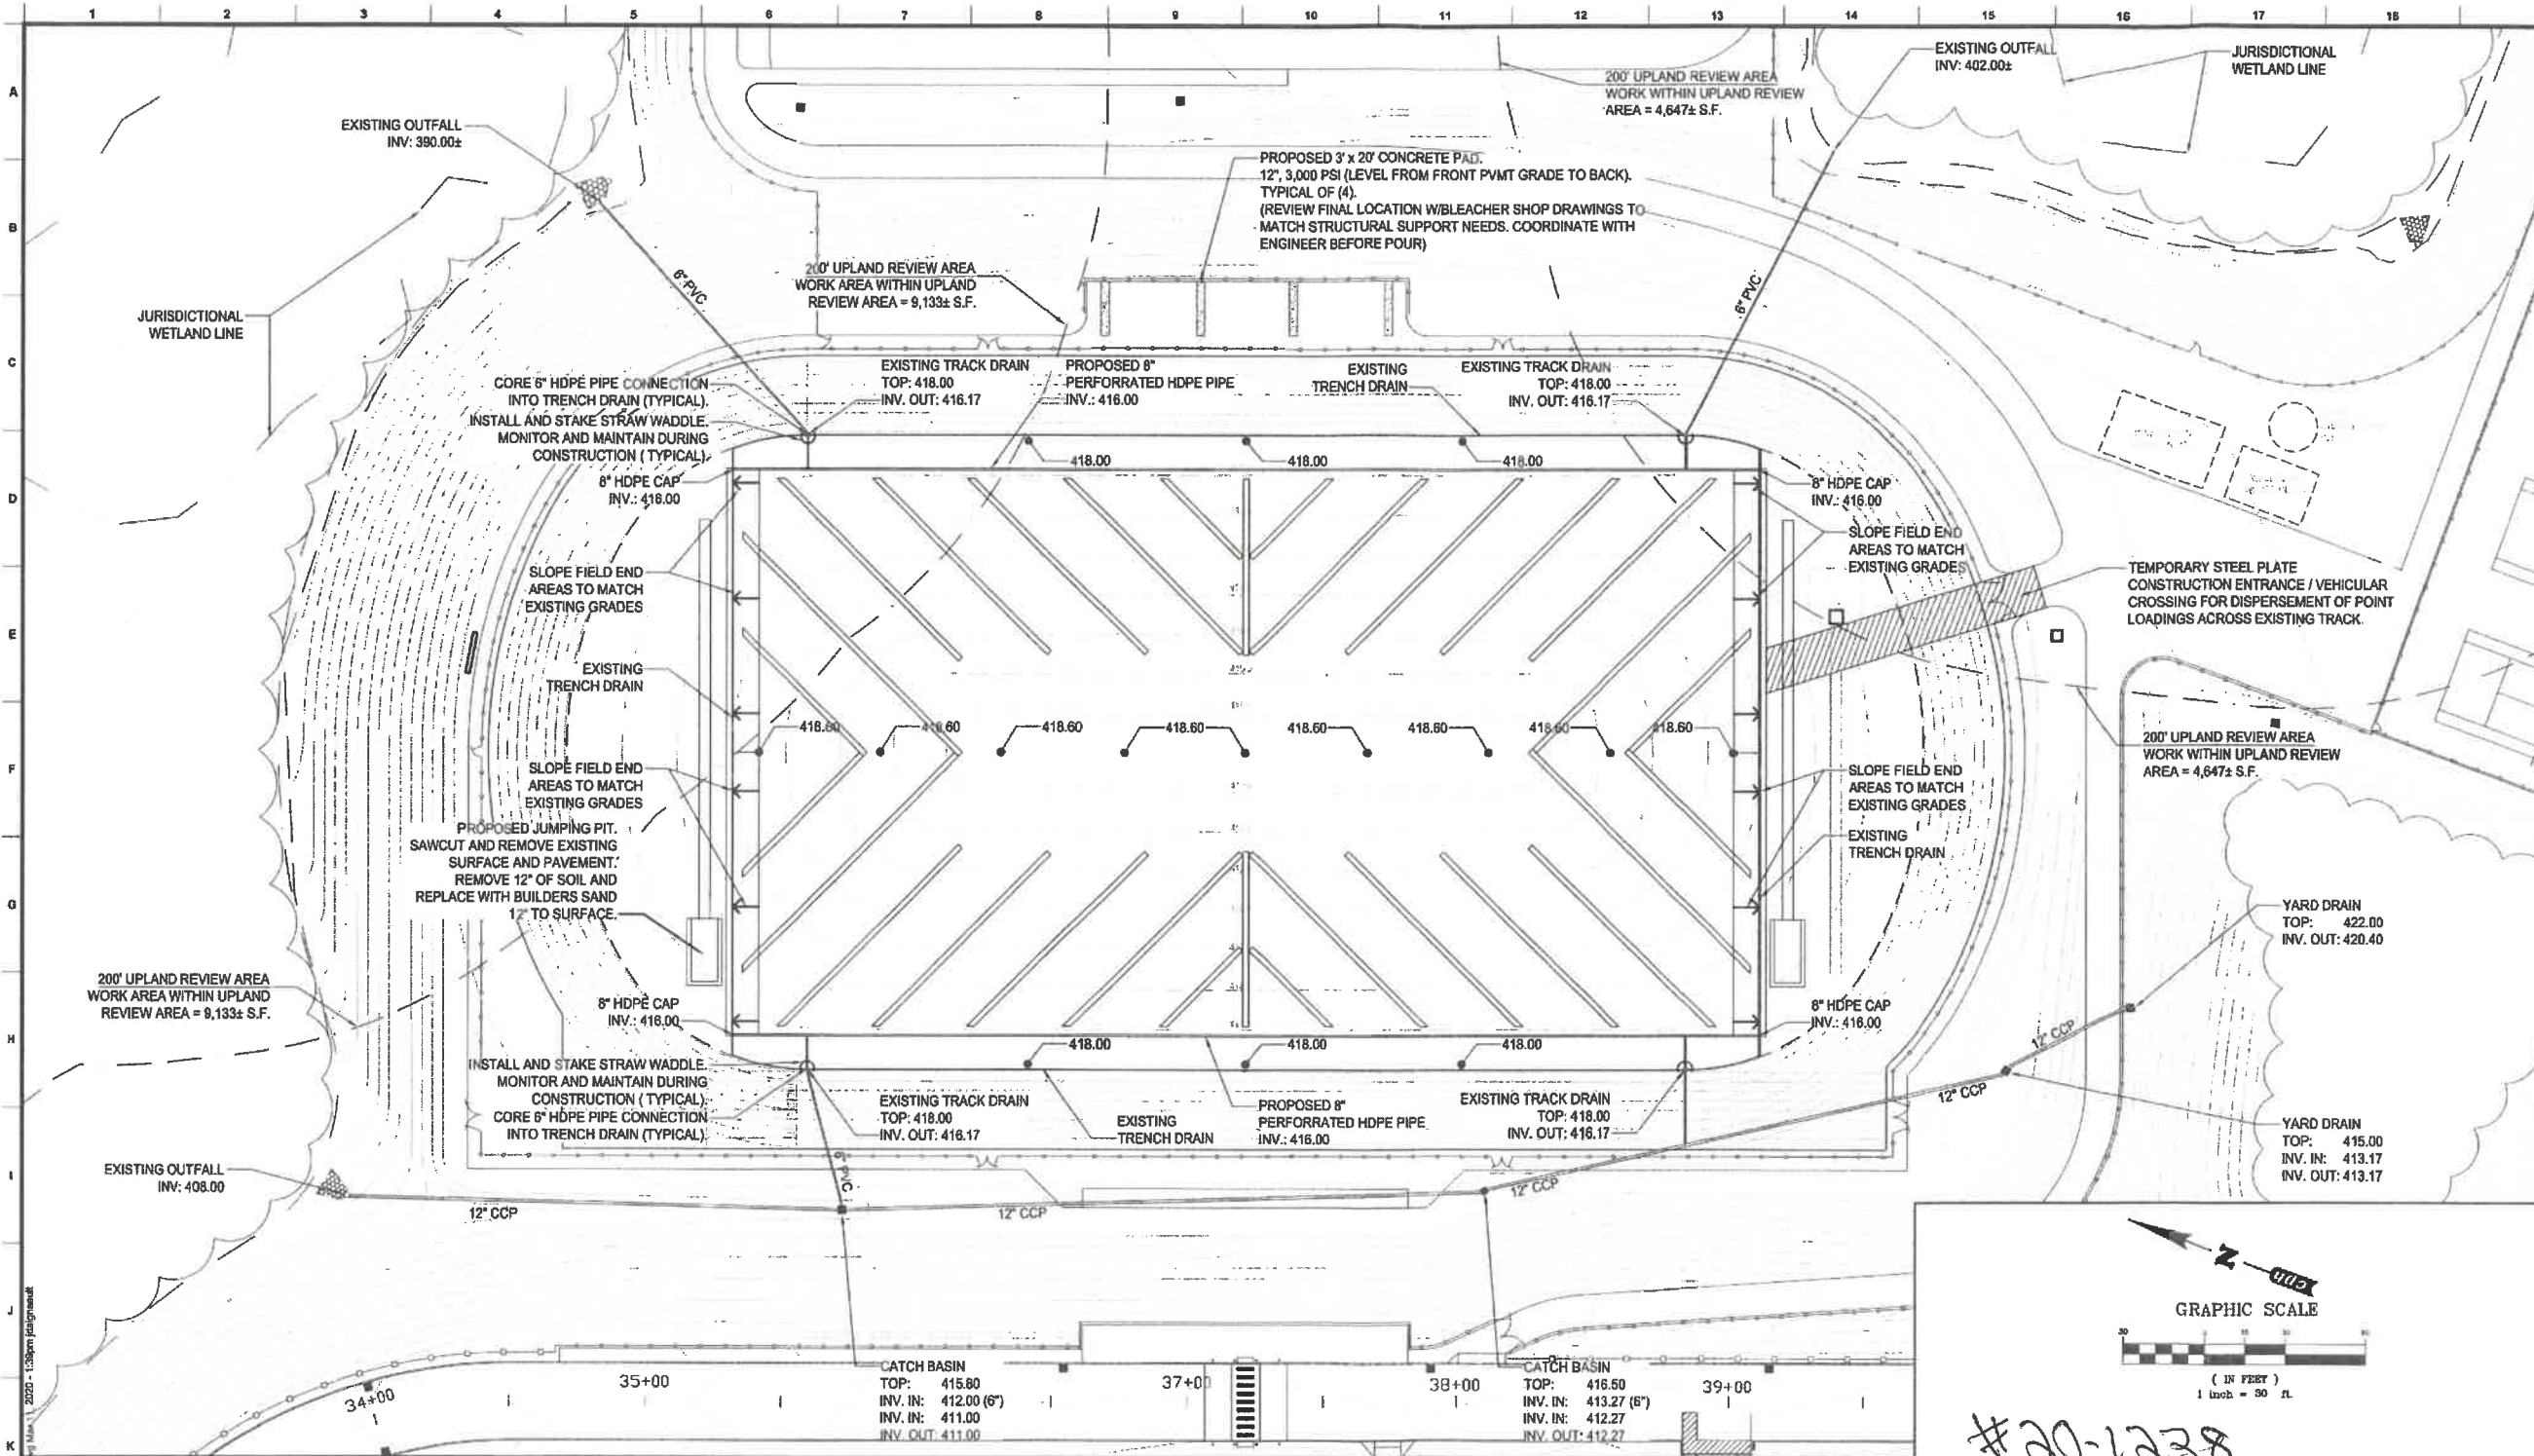 1 2 3 4 5 6 7 8 9 10 11 12 13 14 15 16 17 18
A
B
C
D
E
F
G
H
I
J
K
EXISTING OUTFALL
INV: 390.00±
200' UPLAND REVIEW AREA
WORK WITHIN UPLAND REVIEW
AREA = 4,647± S.F.
EXISTING OUTFALL
INV: 402.00±
JURISDICTIONAL
WETLAND LINE
PROPOSED 3' x 20' CONCRETE PAD.
12", 3,000 PSI (LEVEL FROM FRONT PVMT GRADE TO BACK).
TYPICAL OF (4).
(REVIEW FINAL LOCATION W/BLEACHER SHOP DRAWINGS TO
MATCH STRUCTURAL SUPPORT NEEDS. COORDINATE WITH
ENGINEER BEFORE POUR)
6" PVC
200' UPLAND REVIEW AREA
WORK AREA WITHIN UPLAND
REVIEW AREA = 9,133± S.F.
6" PVC
JURISDICTIONAL
WETLAND LINE
CORE 6" HDPE PIPE CONNECTION
INTO TRENCH DRAIN (TYPICAL).
INSTALL AND STAKE STRAW WADDLE.
MONITOR AND MAINTAIN DURING
CONSTRUCTION ( TYPICAL).
EXISTING TRACK DRAIN
TOP: 418.00
INV. OUT: 416.17
PROPOSED 8"
PERFORRATED HDPE PIPE
INV.: 416.00
EXISTING
TRENCH DRAIN
EXISTING TRACK DRAIN
TOP: 418.00
INV. OUT: 416.17
418.00
418.00
418.00
8" HDPE CAP
INV.: 416.00
8" HDPE CAP
INV.: 416.00
SLOPE FIELD END
AREAS TO MATCH
EXISTING GRADES
SLOPE FIELD END
AREAS TO MATCH
EXISTING GRADES
TEMPORARY STEEL PLATE
CONSTRUCTION ENTRANCE / VEHICULAR
CROSSING FOR DISPERSEMENT OF POINT
LOADINGS ACROSS EXISTING TRACK.
EXISTING
TRENCH DRAIN
418.60
418.60
418.60
418.60
418.60
418.60
418.60
418.60
200' UPLAND REVIEW AREA
WORK WITHIN UPLAND REVIEW
AREA = 4,647± S.F.
SLOPE FIELD END
AREAS TO MATCH
EXISTING GRADES
SLOPE FIELD END
AREAS TO MATCH
EXISTING GRADES
PROPOSED JUMPING PIT.
SAWCUT AND REMOVE EXISTING
SURFACE AND PAVEMENT.
REMOVE 12" OF SOIL AND
REPLACE WITH BUILDERS SAND
12" TO SURFACE.
EXISTING
TRENCH DRAIN
YARD DRAIN
TOP: 422.00
INV. OUT: 420.40
200' UPLAND REVIEW AREA
WORK AREA WITHIN UPLAND
REVIEW AREA = 9,133± S.F.
8" HDPE CAP
INV.: 416.00
8" HDPE CAP
INV.: 416.00
12" CCP
418.00
418.00
418.00
INSTALL AND STAKE STRAW WADDLE.
MONITOR AND MAINTAIN DURING
CONSTRUCTION ( TYPICAL).
CORE 6" HDPE PIPE CONNECTION
INTO TRENCH DRAIN (TYPICAL).
EXISTING TRACK DRAIN
TOP: 418.00
INV. OUT: 416.17
EXISTING
TRENCH DRAIN
PROPOSED 8"
PERFORRATED HDPE PIPE
INV.: 416.00
EXISTING TRACK DRAIN
TOP: 418.00
INV. OUT: 416.17
12" CCP
YARD DRAIN
TOP: 415.00
INV. IN: 413.17
INV. OUT: 413.17
EXISTING OUTFALL
INV: 408.00
6" PVC
12" CCP
12" CCP
12" CCP
N
cdh
GRAPHIC SCALE
( IN FEET )
1 inch = 30 ft.
34+00
35+00
37+0
38+00
39+00
CATCH BASIN
TOP: 415.80
INV. IN: 412.00 (6")
INV. IN: 411.00
INV. OUT: 411.00
CATCH BASIN
TOP: 416.50
INV. IN: 413.27 (6")
INV. IN: 412.27
INV. OUT: 412.27
#20-1238